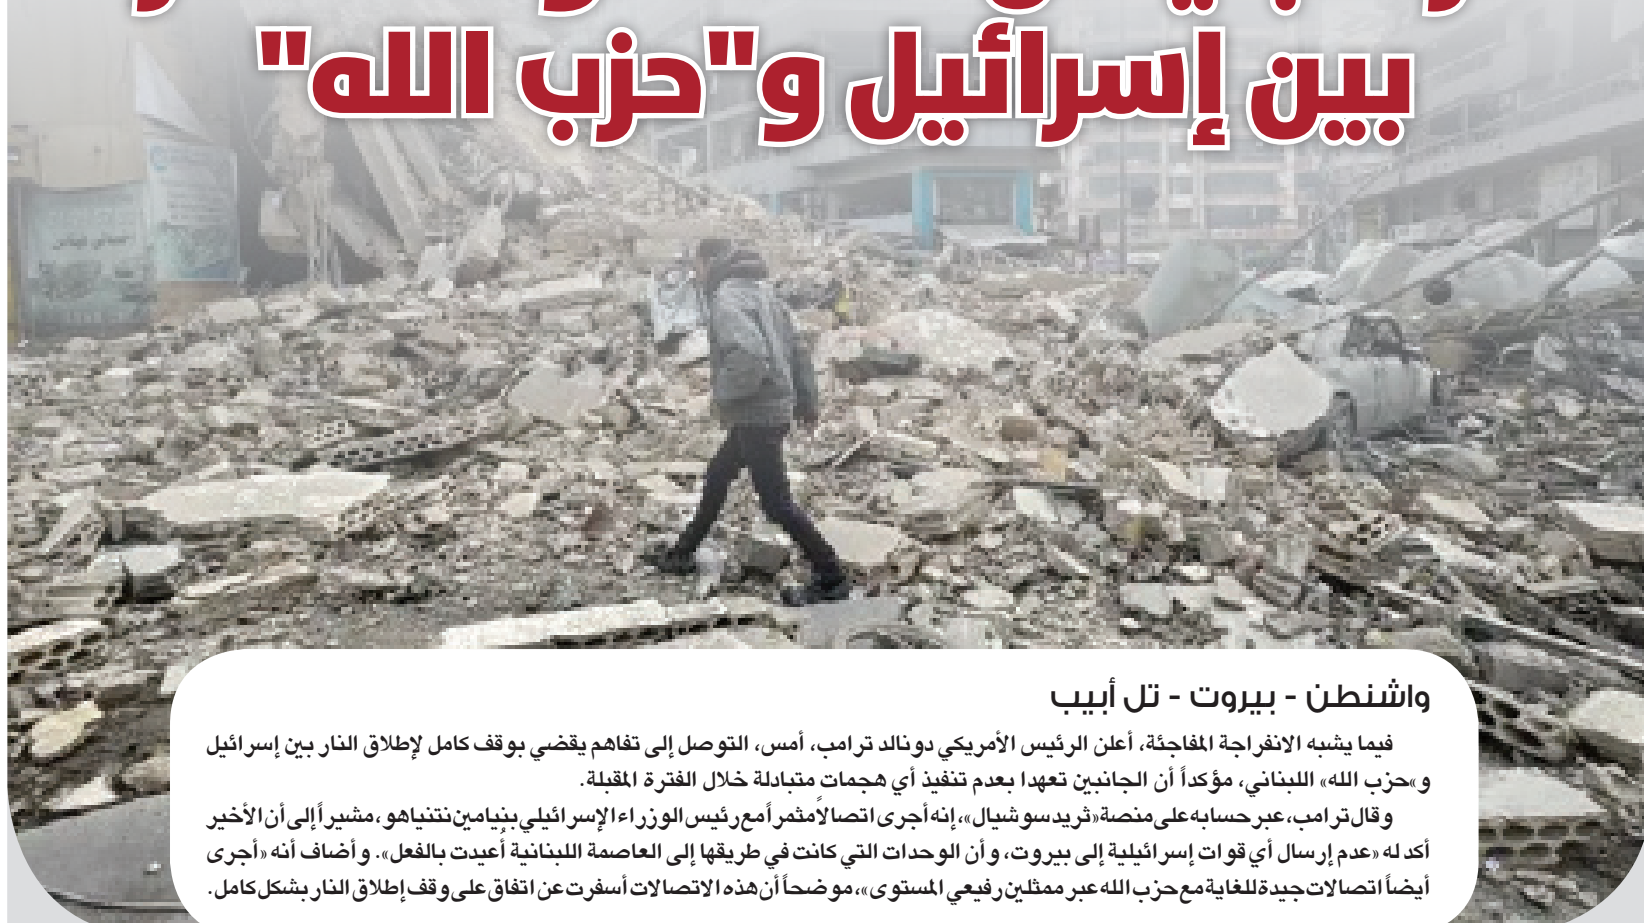 بين إسرائيل و"حزب الله"
واشنطن - بيروت - تل أبيب
فيما يشبه الانفراجة المفاجئة، أعلن الرئيس الأمريكي دونالد ترامب، أمس، التوصل إلى تفاهم يقضي بوقف كامل لإطلاق النار بين إسرائيل
و»حزب الله» اللبناني، مؤكداً أن الجانبين تعهدا بعدم تنفيذ أي هجمات متبادلة خلال الفترة المقبلة.
وقال ترامب، عبر حسابه على منصة «تريد سوشيال»، إنه أجرى اتصالاً مثمراً مع رئيس الوزراء الإسرائيلي بنيامين نتنياهو، مشيراً إلى أن الأخير
أكد له «عدم إرسال أي قوات إسرائيلية إلى بيروت، وأن الوحدات التي كانت في طريقها إلى العاصمة اللبنانية أُعيدت بالفعل». وأضاف أنه «أجرى
أيضاً اتصالات جيدة للغاية مع حزب الله عبر ممثلين رفيعي المستوى»، موضحاً أن هذه الاتصالات أسفرت عن اتفاق على وقف إطلاق النار بشكل كامل.